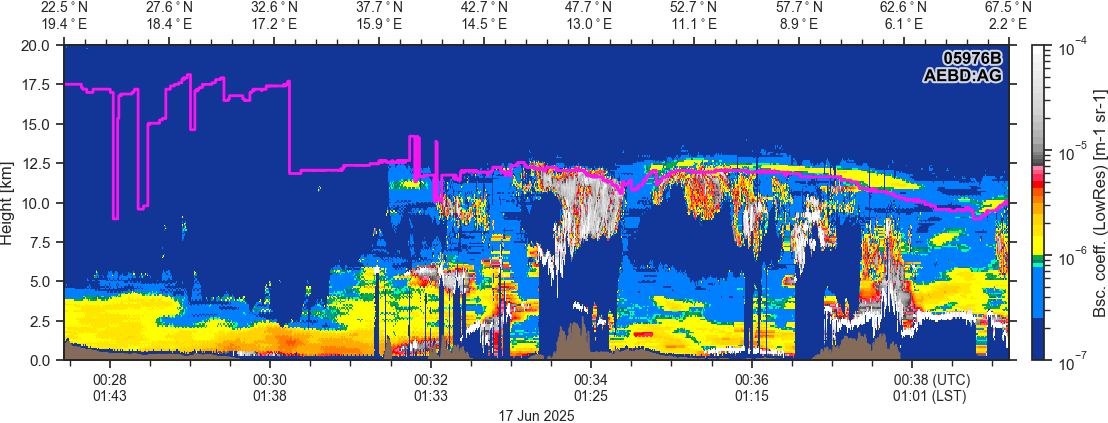 22.5° N 27.6° N 32.6° N 37.7° N 42.7° N 47.7° N 52.7° N 57.7° N 62.6° N 67.5° N
19.4° E 18.4° E 17.2° E 15.9° E 14.5° E 13.0° E 11.1° E 8.9° E 6.1° E 2.2° E
05976B
AEBD:AG
Height [km]
20.0
17.5
15.0
12.5
10.0
7.5
5.0
2.5
0.0
00:28 00:30 00:32 00:34 00:36 00:38 (UTC)
01:43 01:38 01:33 01:25 01:15 01:01 (LST)
17 Jun 2025
10⁻⁴
10⁻⁵
10⁻⁶
10⁻⁷
Bsc. coeff. (LowRes) [m-1 sr-1]